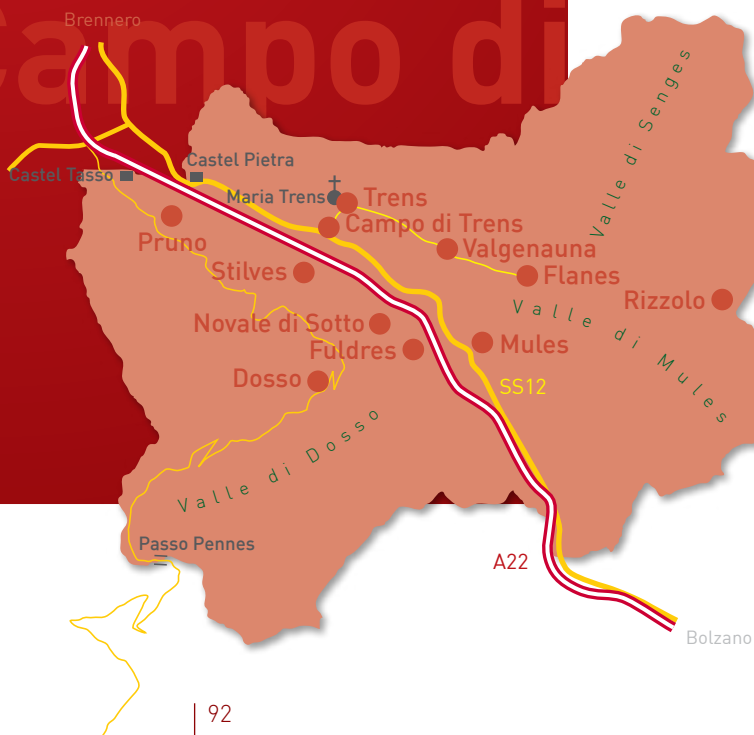 Campo di
Brennero
Valle di Senges
Castel Pietra
Castel Tasso
Maria Trens
Trens
Campo di Trens
Pruno
Valgenauna
Stilves
Flanes
Rizzolo
Valle di Mules
Novale di Sotto
Fuldres
Mules
Dosso
SS12
Valle di Dosso
Passo Pennes
A22
Bolzano
92